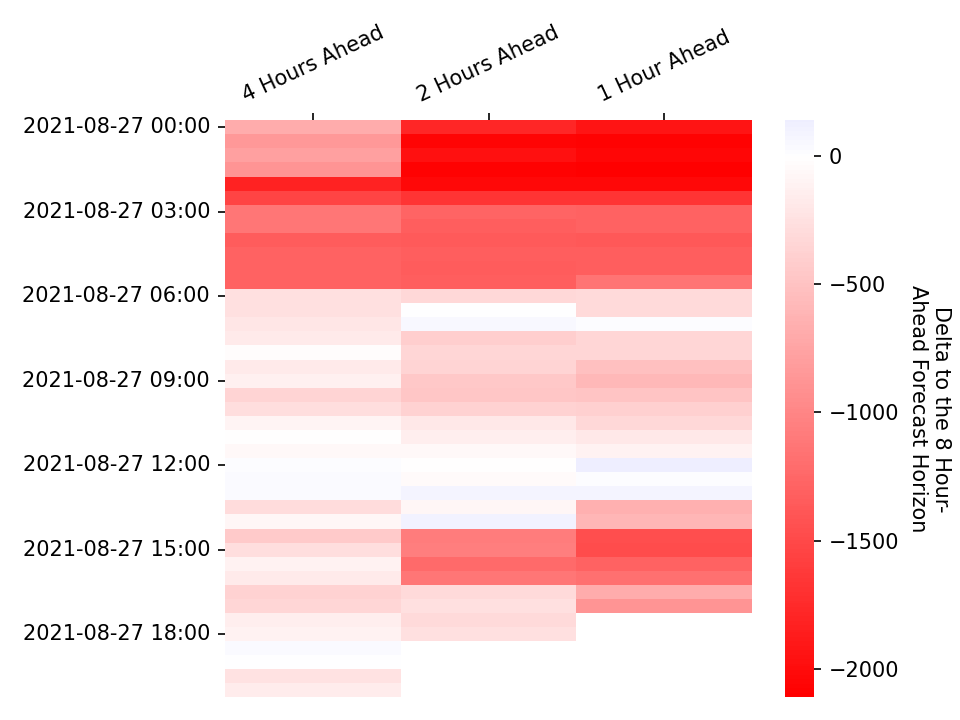 4 Hours Ahead
2 Hours Ahead
1 Hour Ahead
2021-08-27 00:00
2021-08-27 03:00
2021-08-27 06:00
2021-08-27 09:00
2021-08-27 12:00
2021-08-27 15:00
2021-08-27 18:00
0
−500
−1000
−1500
−2000
Delta to the 8 Hour-
Ahead Forecast Horizon